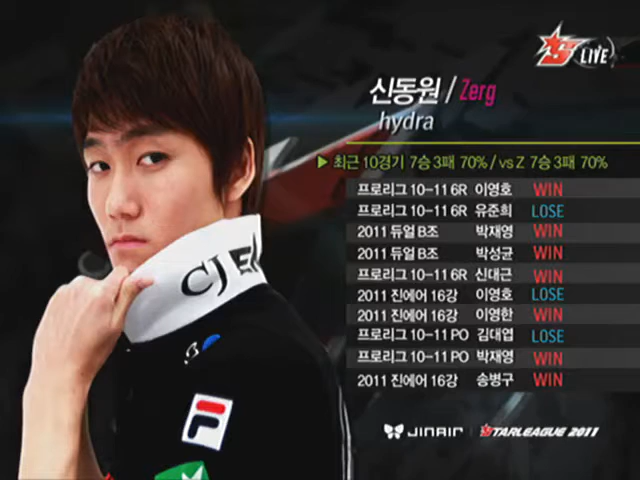 S LIVE
신동원 / Zerg
hydra
▶ 최근 10경기 7승 3패 70% / vs Z 7승 3패 70%
프로리그 10-11 6R 이영호 WIN
프로리그 10-11 6R 유준희 LOSE
2011 듀얼 B조 박재영 WIN
2011 듀얼 B조 박성균 WIN
프로리그 10-11 6R 신대근 WIN
2011 진에어 16강 이영호 LOSE
2011 진에어 16강 이영한 WIN
프로리그 10-11 PO 김대엽 LOSE
프로리그 10-11 PO 박재영 WIN
2011 진에어 16강 송병구 WIN
CJ
JINAIR STARLEAGUE 2011